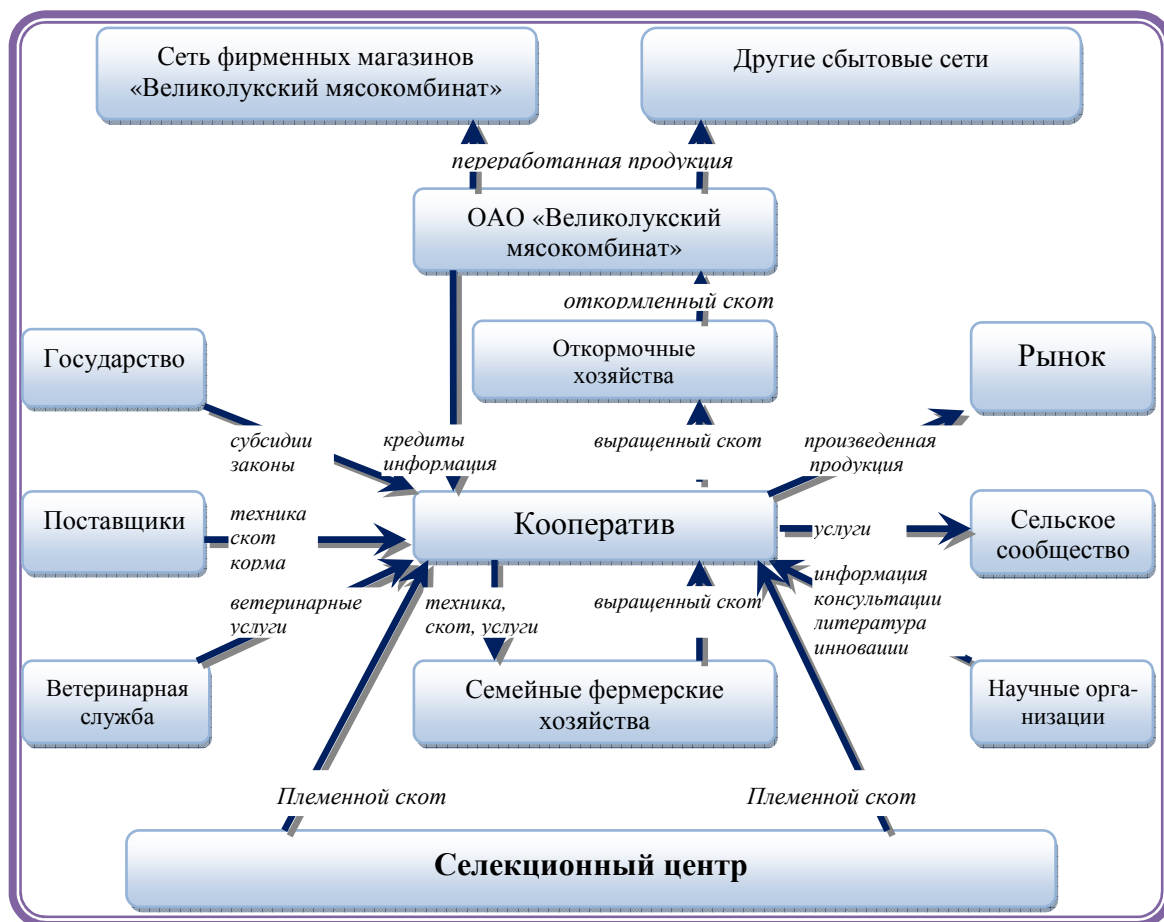 Сеть фирменных магазинов
«Великолукский мясокомбинат»
Другие сбытовые сети
переработанная продукция
ОАО «Великолукский
мясокомбинат»
откормленный скот
Государство
Откормочные
хозяйства
Рынок
субсидии
законы
кредиты
информация
выращенный скот
произведенная
продукция
Поставщики
техника
скот
корма
Кооператив
услуги
Сельское
сообщество
ветеринарные
услуги
техника,
скот, услуги
выращенный скот
информация
консультации
литература
инновации
Ветеринарная
служба
Семейные фермерские
хозяйства
Научные орга-
низации
Племенной скот
Племенной скот
Селекционный центр